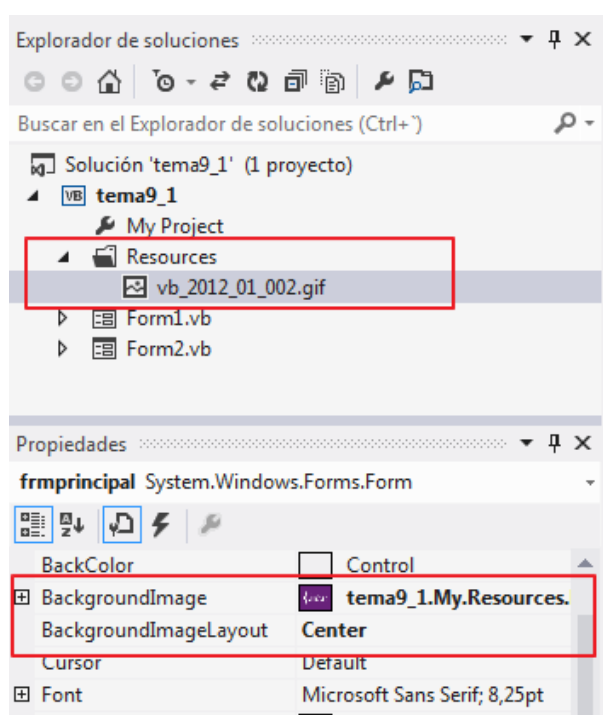 Explorador de soluciones
Buscar en el Explorador de soluciones (Ctrl+`)
Solución 'tema9_1' (1 proyecto)
VB tema9_1
My Project
Resources
vb_2012_01_002.gif
Form1.vb
Form2.vb
Propiedades
frmprincipal System.Windows.Forms.Form
BackColor Control
BackgroundImage tema9_1.My.Resources.
BackgroundImageLayout Center
Cursor Default
Font Microsoft Sans Serif; 8,25pt